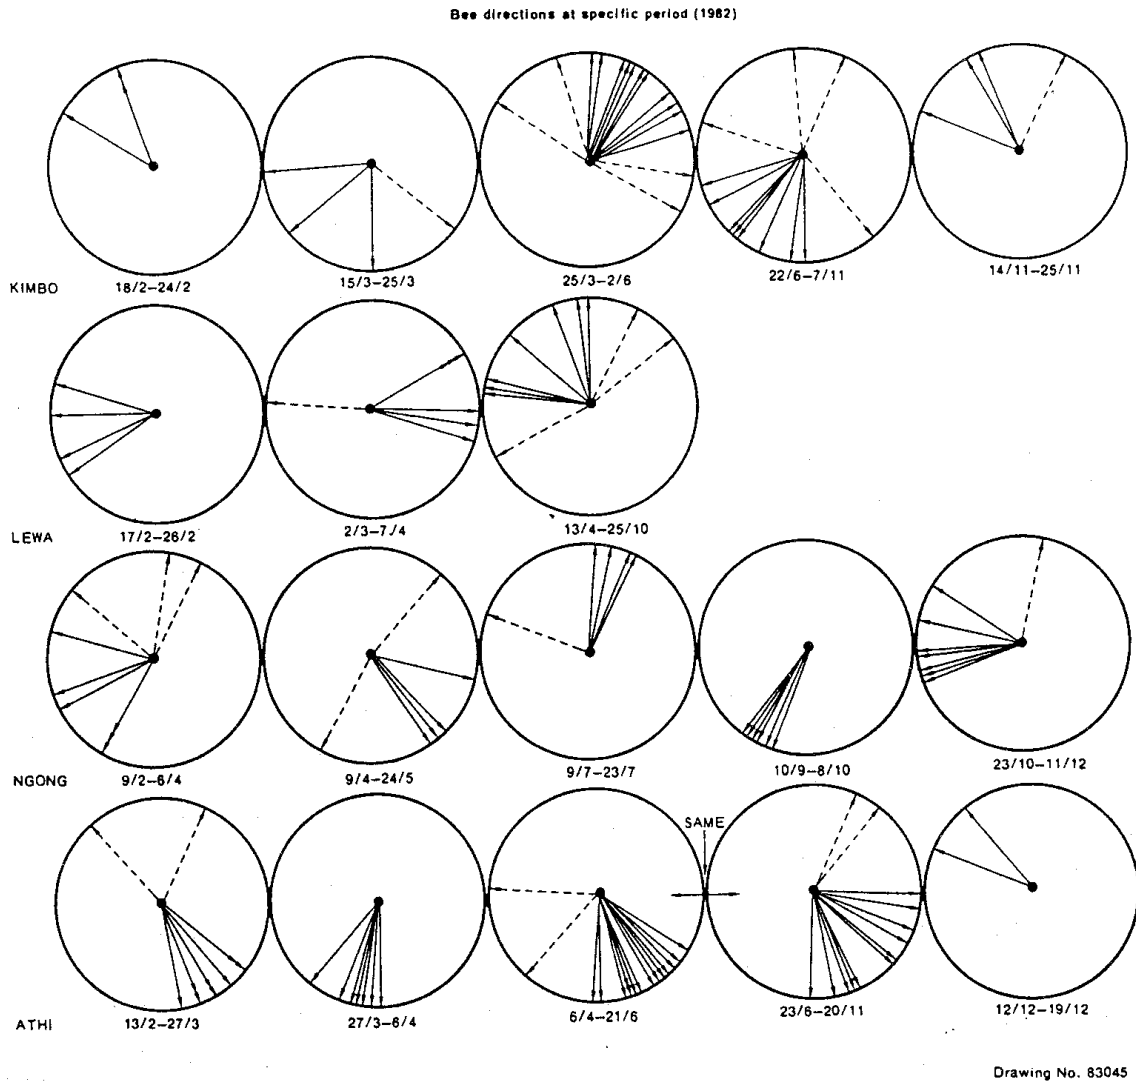 Bee directions at specific period (1982)
KIMBO
18/2–24/2
15/3–25/3
25/3–2/6
22/6–7/11
14/11–25/11
LEWA
17/2–26/2
2/3–7/4
13/4–25/10
NGONG
9/2–6/4
9/4–24/5
9/7–23/7
10/9–8/10
23/10–11/12
SAME
ATHI
13/2–27/3
27/3–6/4
6/4–21/6
23/6–20/11
12/12–19/12
Drawing No. 83045